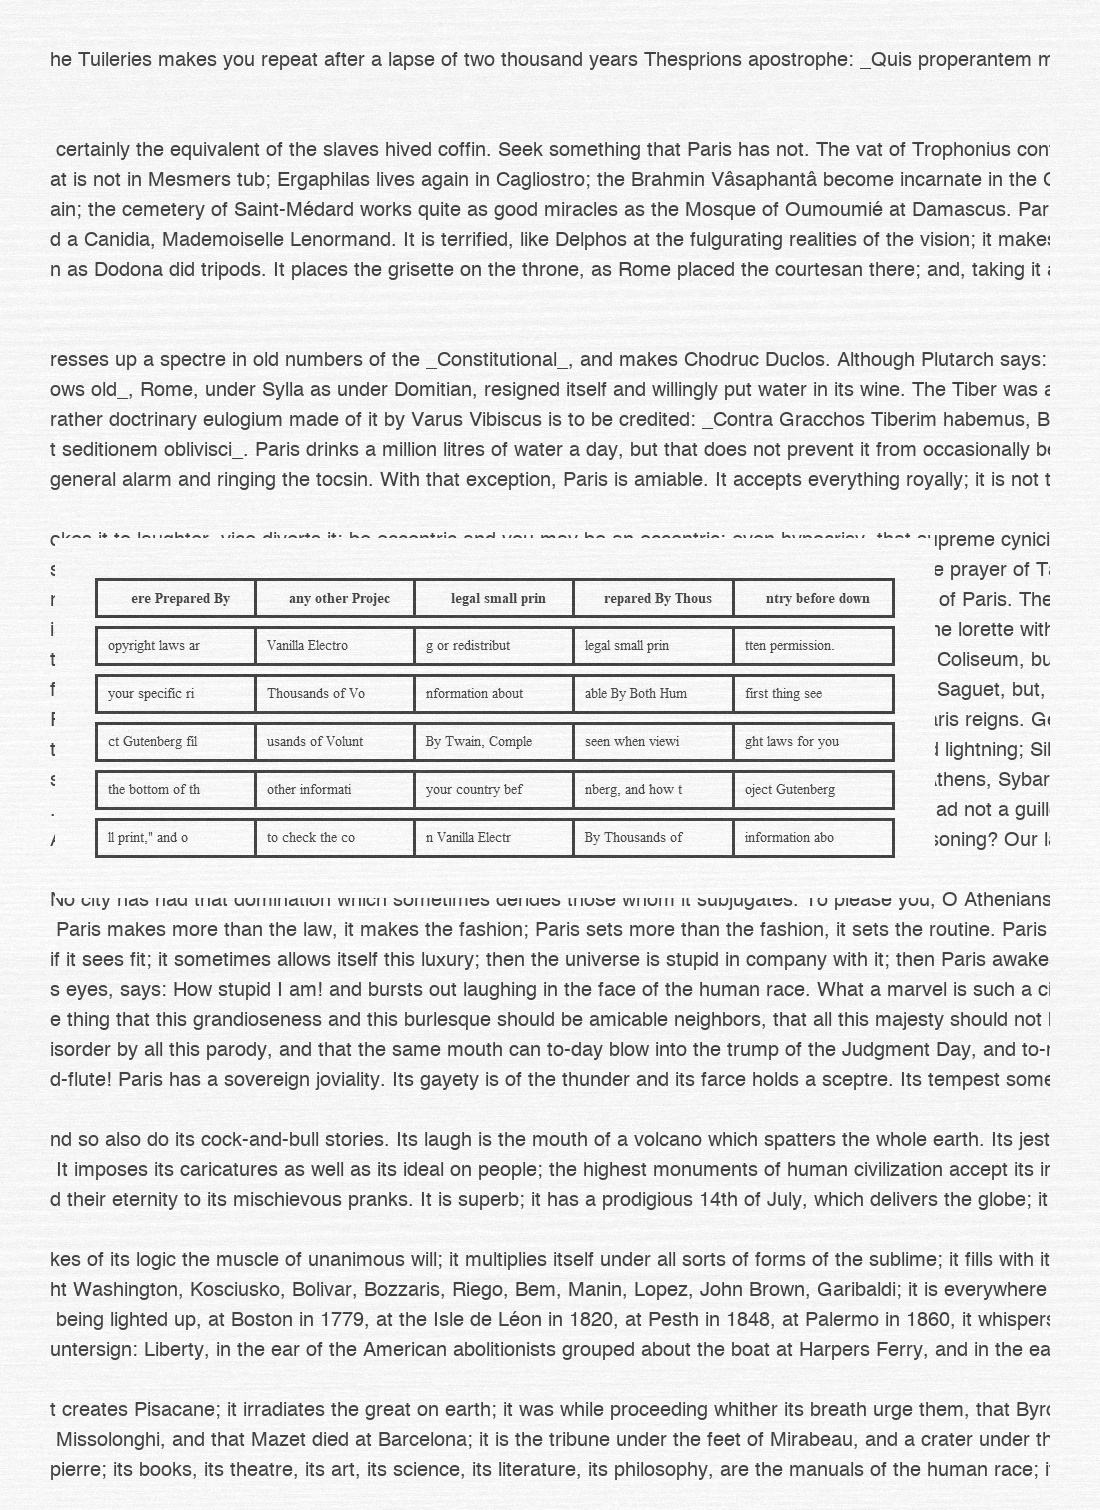 he Tuileries makes you repeat after a lapse of two thousand years Thesprions apostrophe: _Quis properantem
certainly the equivalent of the slaves hived coffin. Seek something that Paris has not. The vat of Trophonius
at is not in Mesmers tub; Ergaphilas lives again in Cagliostro; the Brahmin Vâsaphantâ become incarnate in the
ain; the cemetery of Saint-Médard works quite as good miracles as the Mosque of Oumoumié at Damascus. Par
d a Canidia, Mademoiselle Lenormand. It is terrified, like Delphos at the fulgurating realities of the vision; it makes
n as Dodona did tripods. It places the grisette on the throne, as Rome placed the courtesan there; and, taking it
resses up a spectre in old numbers of the _Constitutional_, and makes Chodruc Duclos. Although Plutarch says:
ows old_, Rome, under Sylla as under Domitian, resigned itself and willingly put water in its wine. The Tiber was a
rather doctrinary eulogium made of it by Varus Vibiscus is to be credited: _Contra Gracchos Tiberim habemus, B
t seditionem oblivisci_. Paris drinks a million litres of water a day, but that does not prevent it from occasionally
general alarm and ringing the tocsin. With that exception, Paris is amiable. It accepts everything royally; it is not t
okes it to laughter, vice diverts it; be eccentric and you may be an eccentric; even hypocrisy, that supreme cynici
s e prayer of
of Paris. The
i ne lorette with
t Coliseum, bu
f Saguet, but,
ere Prepared By any other Projec legal small prin repared By Thous ntry before down
opyright laws ar Vanilla Electro g or redistribut legal small prin tten permission.
your specific ri Thousands of Vo nformation about able By Both Hum first thing see
ct Gutenberg fil usands of Volunt By Twain, Comple seen when viewi ght laws for you
the bottom of th other informati your country bef nberg, and how t oject Gutenberg
ll print," and o to check the co n Vanilla Electr By Thousands of information abo
aris reigns. Ge
t d lightning; Sil
s Athens, Sybar
. ad not a guill
A soning? Our la
No city has had that domination which sometimes derides those whom it subjugates. To please you, O Athenians
Paris makes more than the law, it makes the fashion; Paris sets more than the fashion, it sets the routine. Paris
if it sees fit; it sometimes allows itself this luxury; then the universe is stupid in company with it; then Paris awake
s eyes, says: How stupid I am! and bursts out laughing in the face of the human race. What a marvel is such a ci
e thing that this grandioseness and this burlesque should be amicable neighbors, that all this majesty should not
isorder by all this parody, and that the same mouth can to-day blow into the trump of the Judgment Day, and
d-flute! Paris has a sovereign joviality. Its gayety is of the thunder and its farce holds a sceptre. Its tempest some
nd so also do its cock-and-bull stories. Its laugh is the mouth of a volcano which spatters the whole earth. Its jest
It imposes its caricatures as well as its ideal on people; the highest monuments of human civilization accept its
d their eternity to its mischievous pranks. It is superb; it has a prodigious 14th of July, which delivers the globe; it
kes of its logic the muscle of unanimous will; it multiplies itself under all sorts of forms of the sublime; it fills with it
ht Washington, Kosciusko, Bolivar, Bozzaris, Riego, Bem, Manin, Lopez, John Brown, Garibaldi; it is everywhere
being lighted up, at Boston in 1779, at the Isle de Léon in 1820, at Pesth in 1848, at Palermo in 1860, it whispers
untersign: Liberty, in the ear of the American abolitionists grouped about the boat at Harpers Ferry, and in the ea
t creates Pisacane; it irradiates the great on earth; it was while proceeding whither its breath urge them, that Byro
Missolonghi, and that Mazet died at Barcelona; it is the tribune under the feet of Mirabeau, and a crater under
pierre; its books, its theatre, its art, its science, its literature, its philosophy, are the manuals of the human race;